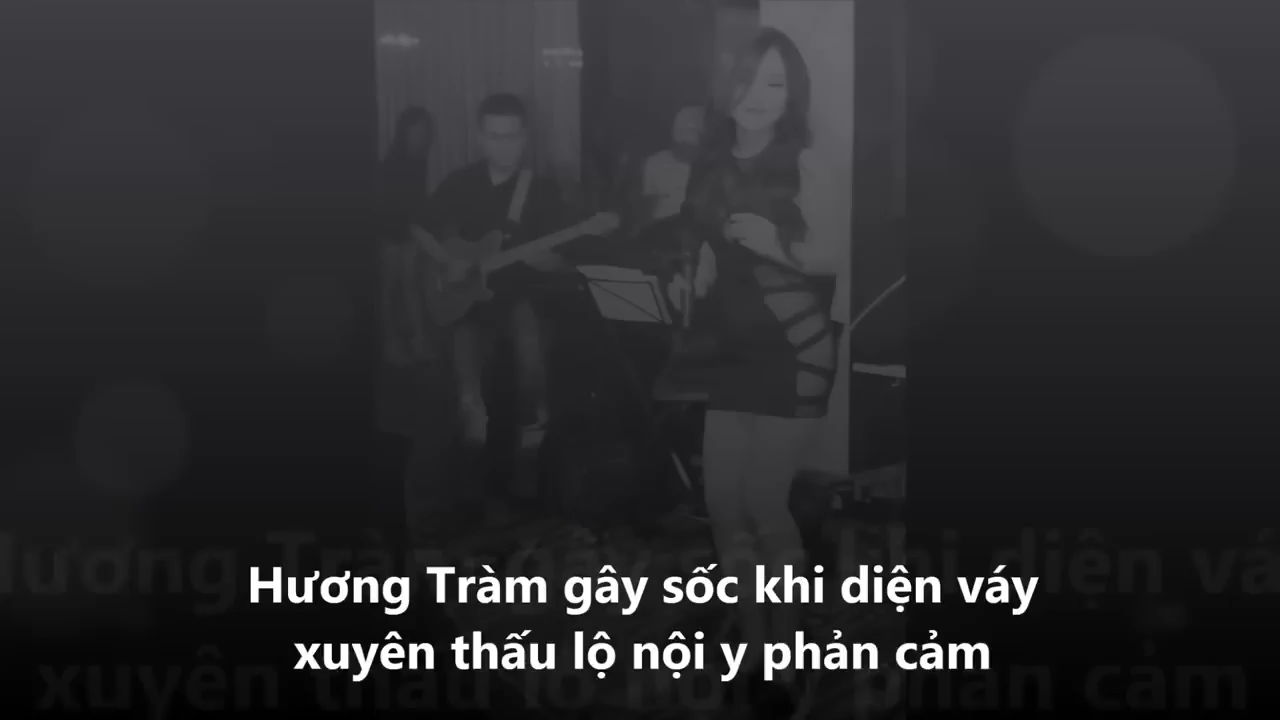 Hương Tràm gây sốc khi diện váy
xuyên thấu lộ nội y phản cảm